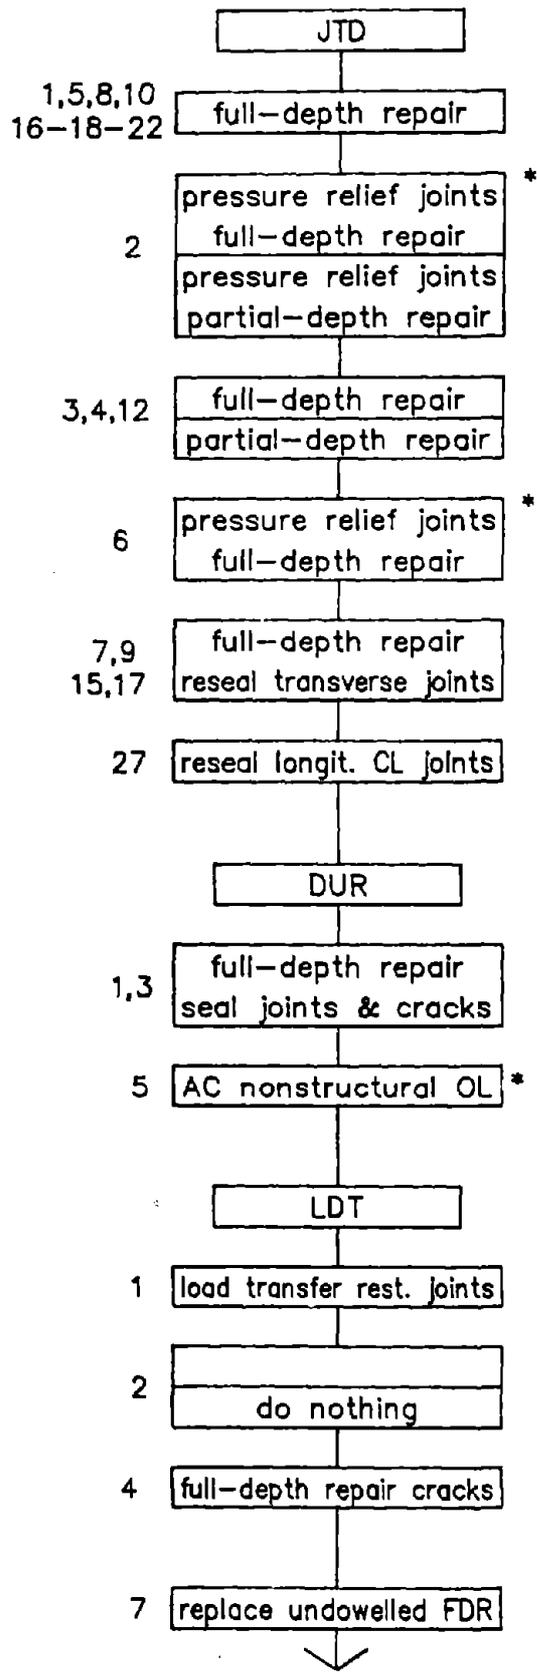 JTD
1,5,8,10
16-18-22
full-depth repair
*
2
pressure relief joints
full-depth repair
pressure relief joints
partial-depth repair
3,4,12
full-depth repair
partial-depth repair
*
6
pressure relief joints
full-depth repair
7,9
15,17
full-depth repair
reseal transverse joints
27
reseal longit. CL joints
DUR
1,3
full-depth repair
seal joints & cracks
5
AC nonstructural OL *
LDT
1
load transfer rest. joints
2
do nothing
4
full-depth repair cracks
7
replace undowelled FDR